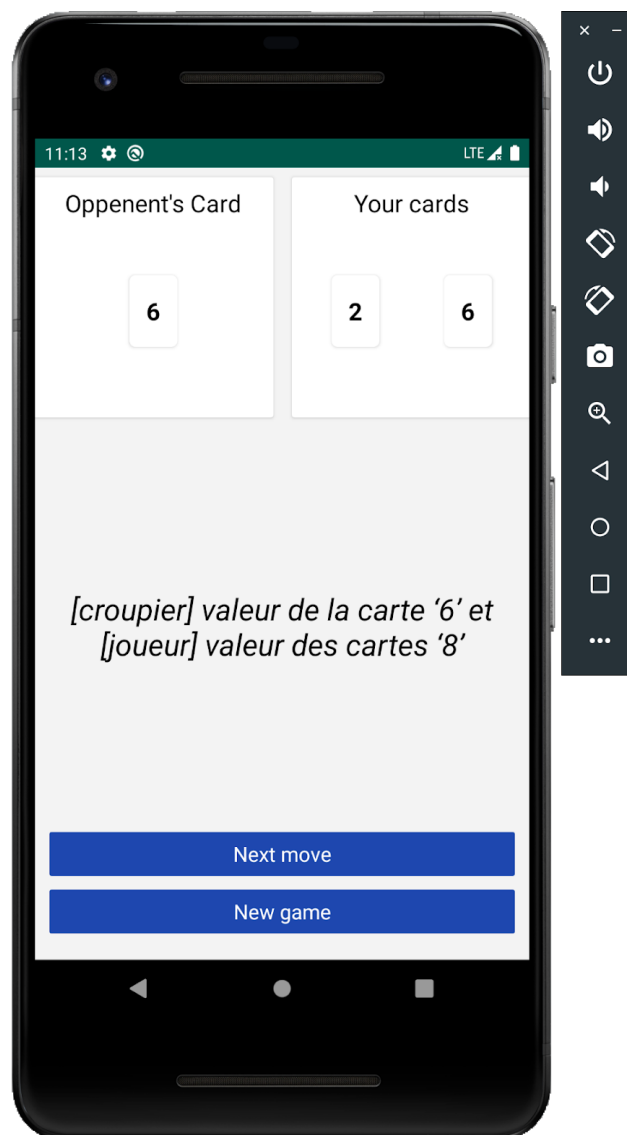 11:13 LTE
Oppenent's Card
Your cards
6
2 6
[croupier] valeur de la carte ‘6’ et
[joueur] valeur des cartes ‘8’
Next move
New game